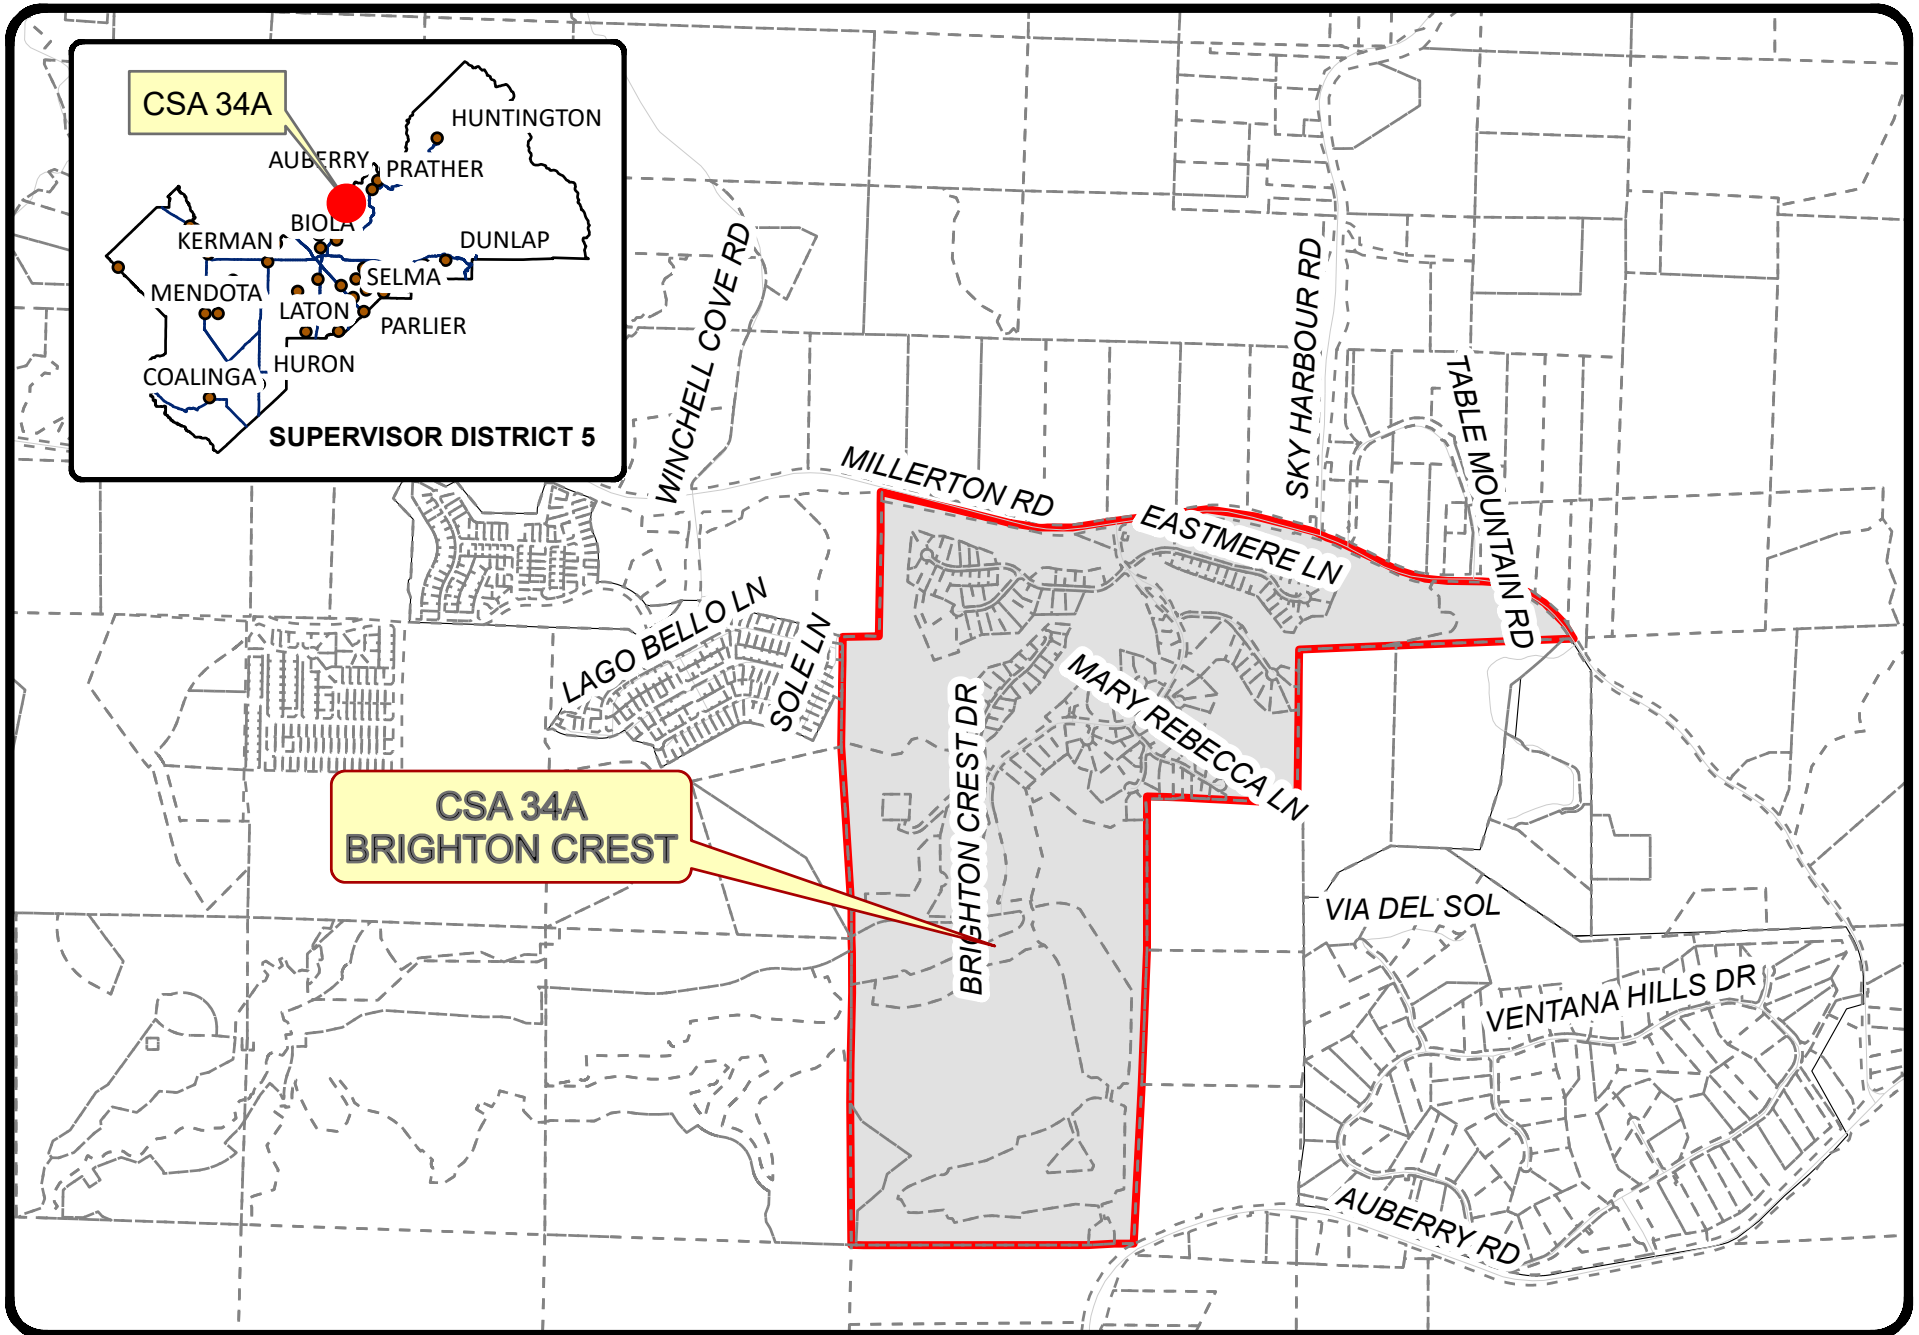 CSA 34A
HUNTINGTON
AUBERRY
PRATHER
BIOLA
KERMAN
DUNLAP
SELMA
MENDOTA
LATON
PARLIER
HURON
COALINGA
SUPERVISOR DISTRICT 5
WINCHELL COVE RD
SKY HARBOUR RD
TABLE MOUNTAIN RD
MILLERTON RD
EASTMERE LN
LAGO BELLO LN
SOLE LN
MARY REBECCA LN
BRIGHTON CREST DR
CSA 34A
BRIGHTON CREST
VIA DEL SOL
VENTANA HILLS DR
AUBERRY RD